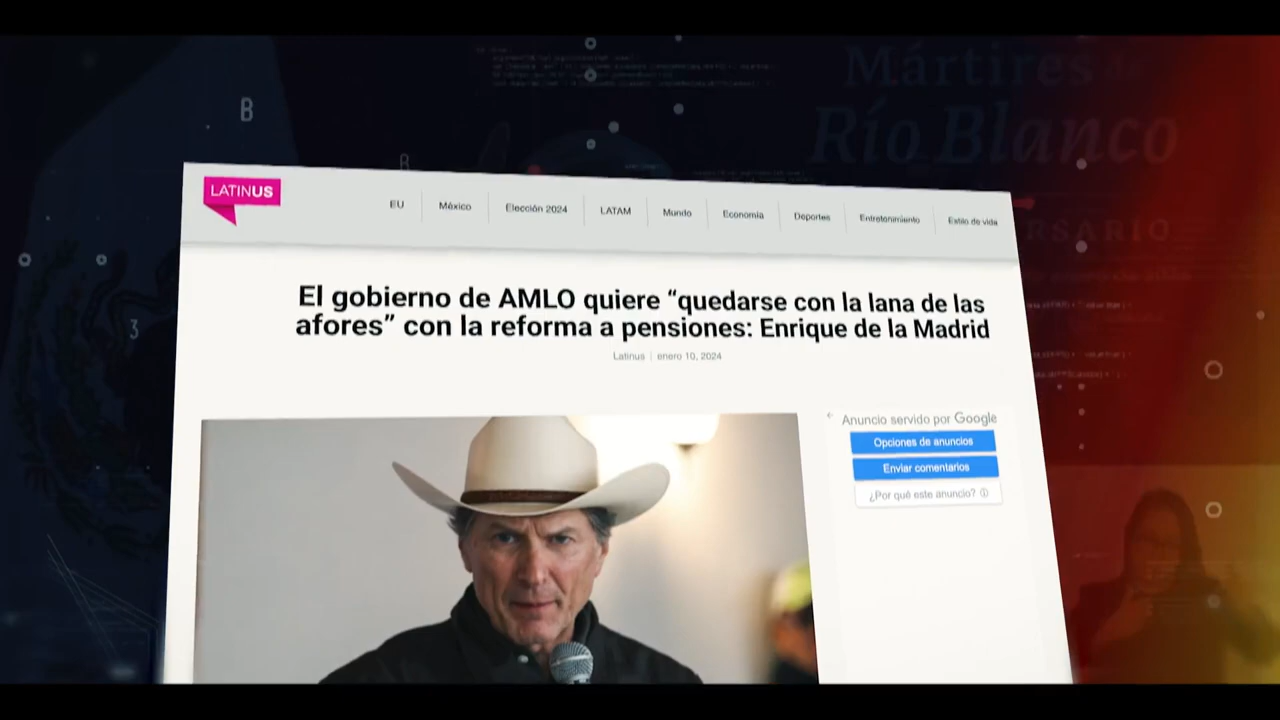 Mártires de
Río Blanco
B
B
3
LATINUS
EU
México
Elección 2024
LATAM
Mundo
Economía
Deportes
Entretenimiento
Estilo de vida
El gobierno de AMLO quiere “quedarse con la lana de las
afores” con la reforma a pensiones: Enrique de la Madrid
Latinus | enero 10, 2024
Anuncio servido por Google
Opciones de anuncios
Enviar comentarios
¿Por qué este anuncio?